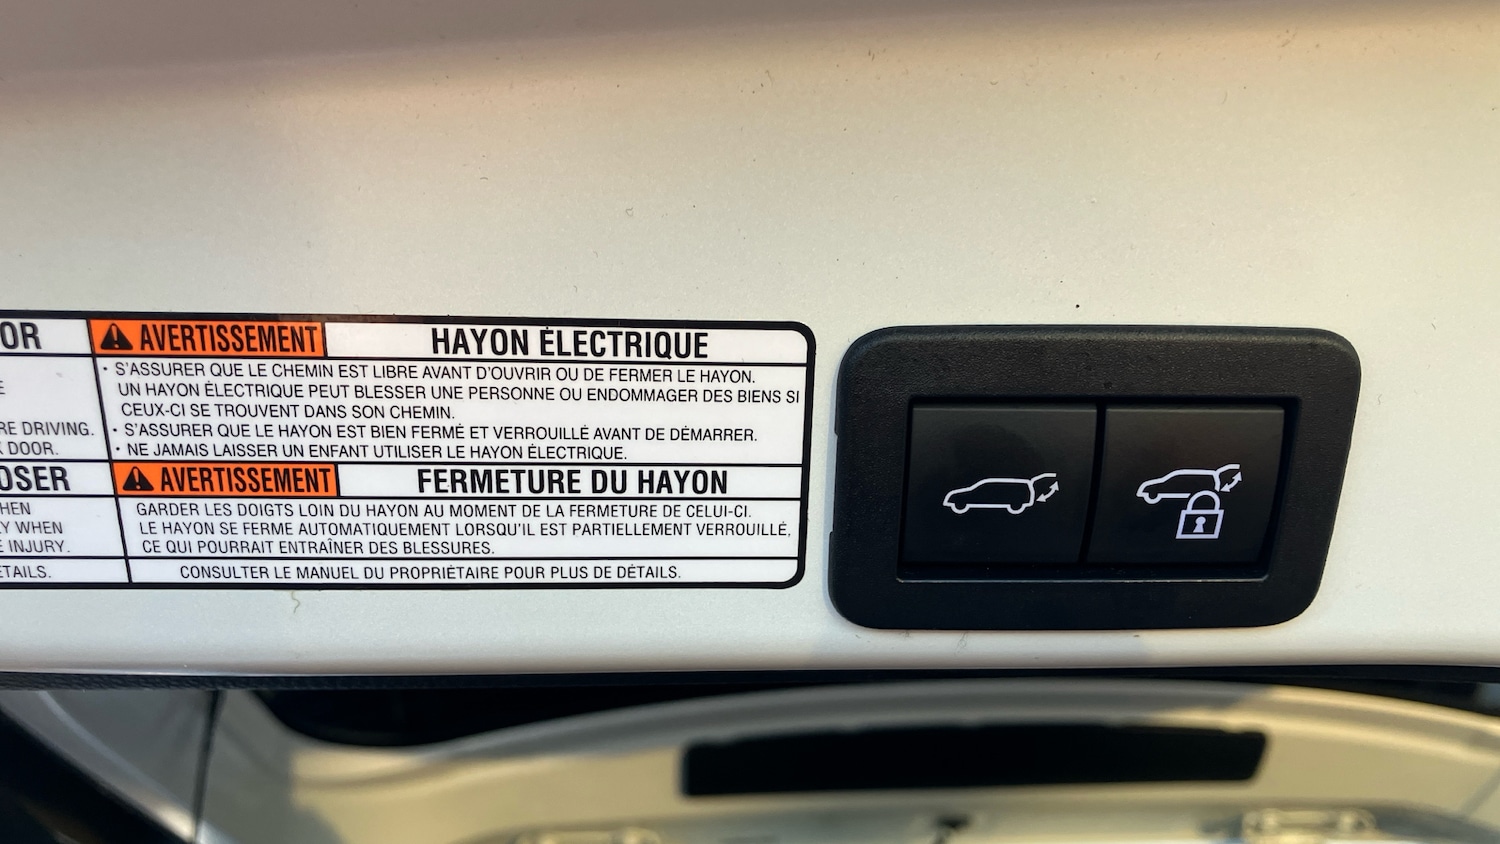 OR
AVERTISSEMENT HAYON ÉLECTRIQUE
· S'ASSURER QUE LE CHEMIN EST LIBRE AVANT D'OUVRIR OU DE FERMER LE HAYON.
UN HAYON ÉLECTRIQUE PEUT BLESSER UNE PERSONNE OU ENDOMMAGER DES BIENS SI
CEUX-CI SE TROUVENT DANS SON CHEMIN.
· S'ASSURER QUE LE HAYON EST BIEN FERMÉ ET VERROUILLÉ AVANT DE DÉMARRER.
· NE JAMAIS LAISSER UN ENFANT UTILISER LE HAYON ÉLECTRIQUE.
E
RE DRIVING.
K DOOR.
OSER
AVERTISSEMENT FERMETURE DU HAYON
GARDER LES DOIGTS LOIN DU HAYON AU MOMENT DE LA FERMETURE DE CELUI-CI.
LE HAYON SE FERME AUTOMATIQUEMENT LORSQU'IL EST PARTIELLEMENT VERROUILLÉ,
CE QUI POURRAIT ENTRAÎNER DES BLESSURES.
HEN
Y WHEN
E INJURY.
ETAILS.
CONSULTER LE MANUEL DU PROPRIÉTAIRE POUR PLUS DE DÉTAILS.